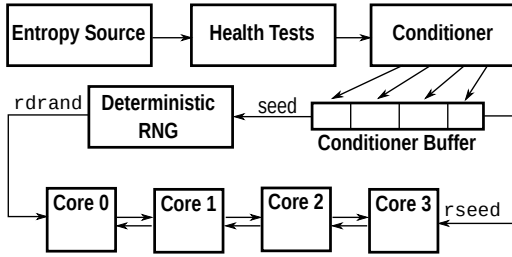 Entropy Source
Health Tests
Conditioner
rdrand
Deterministic
RNG
seed
Conditioner Buffer
Core 0
Core 1
Core 2
Core 3
rseed